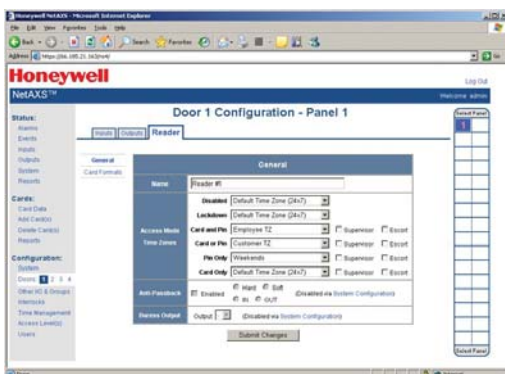 Honeywell NetAXS - Microsoft Internet Explorer
File Edit View Favorites Tools Help
Back Search Favorites
Address Go
Honeywell
Log Out
NetAXS™
Welcome admin
Door 1 Configuration - Panel 1
Inputs Outputs Reader
General
Card Formats
General
Name Reader #1
Access Mode
Time Zones
Disabled Default Time Zone (24x7)
Lockdown Default Time Zone (24x7)
Card and Pin Employee TZ Supervisor Escort
Card or Pin Customer TZ Supervisor Escort
Pin Only Weekends Supervisor Escort
Card Only Default Time Zone (24x7) Supervisor Escort
Anti-Passback Enabled Hard Soft
IN OUT
(Disabled via System Configuration)
Duress Output Output (Disabled via System Configuration)
Submit Changes
Status:
Alarms
Events
Inputs
Outputs
System
Reports
Cards:
Card Data
Add Card(s)
Delete Card(s)
Reports
Configuration:
System
Doors 1 2 3 4
Other I/O & Groups
Interlocks
Time Management
Access Level(s)
Users
Select Panel
1
Select Panel